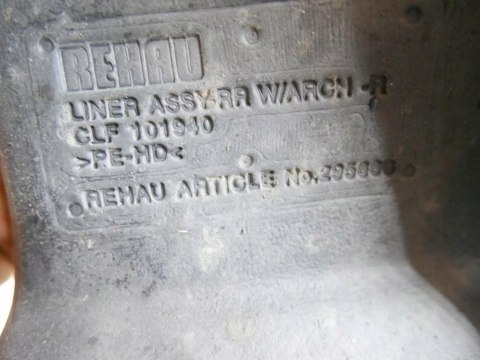 REHAU
LINER ASSY-RR W/ARCH -R
CLF 101940
>PE-HD<
REHAU ARTICLE No.